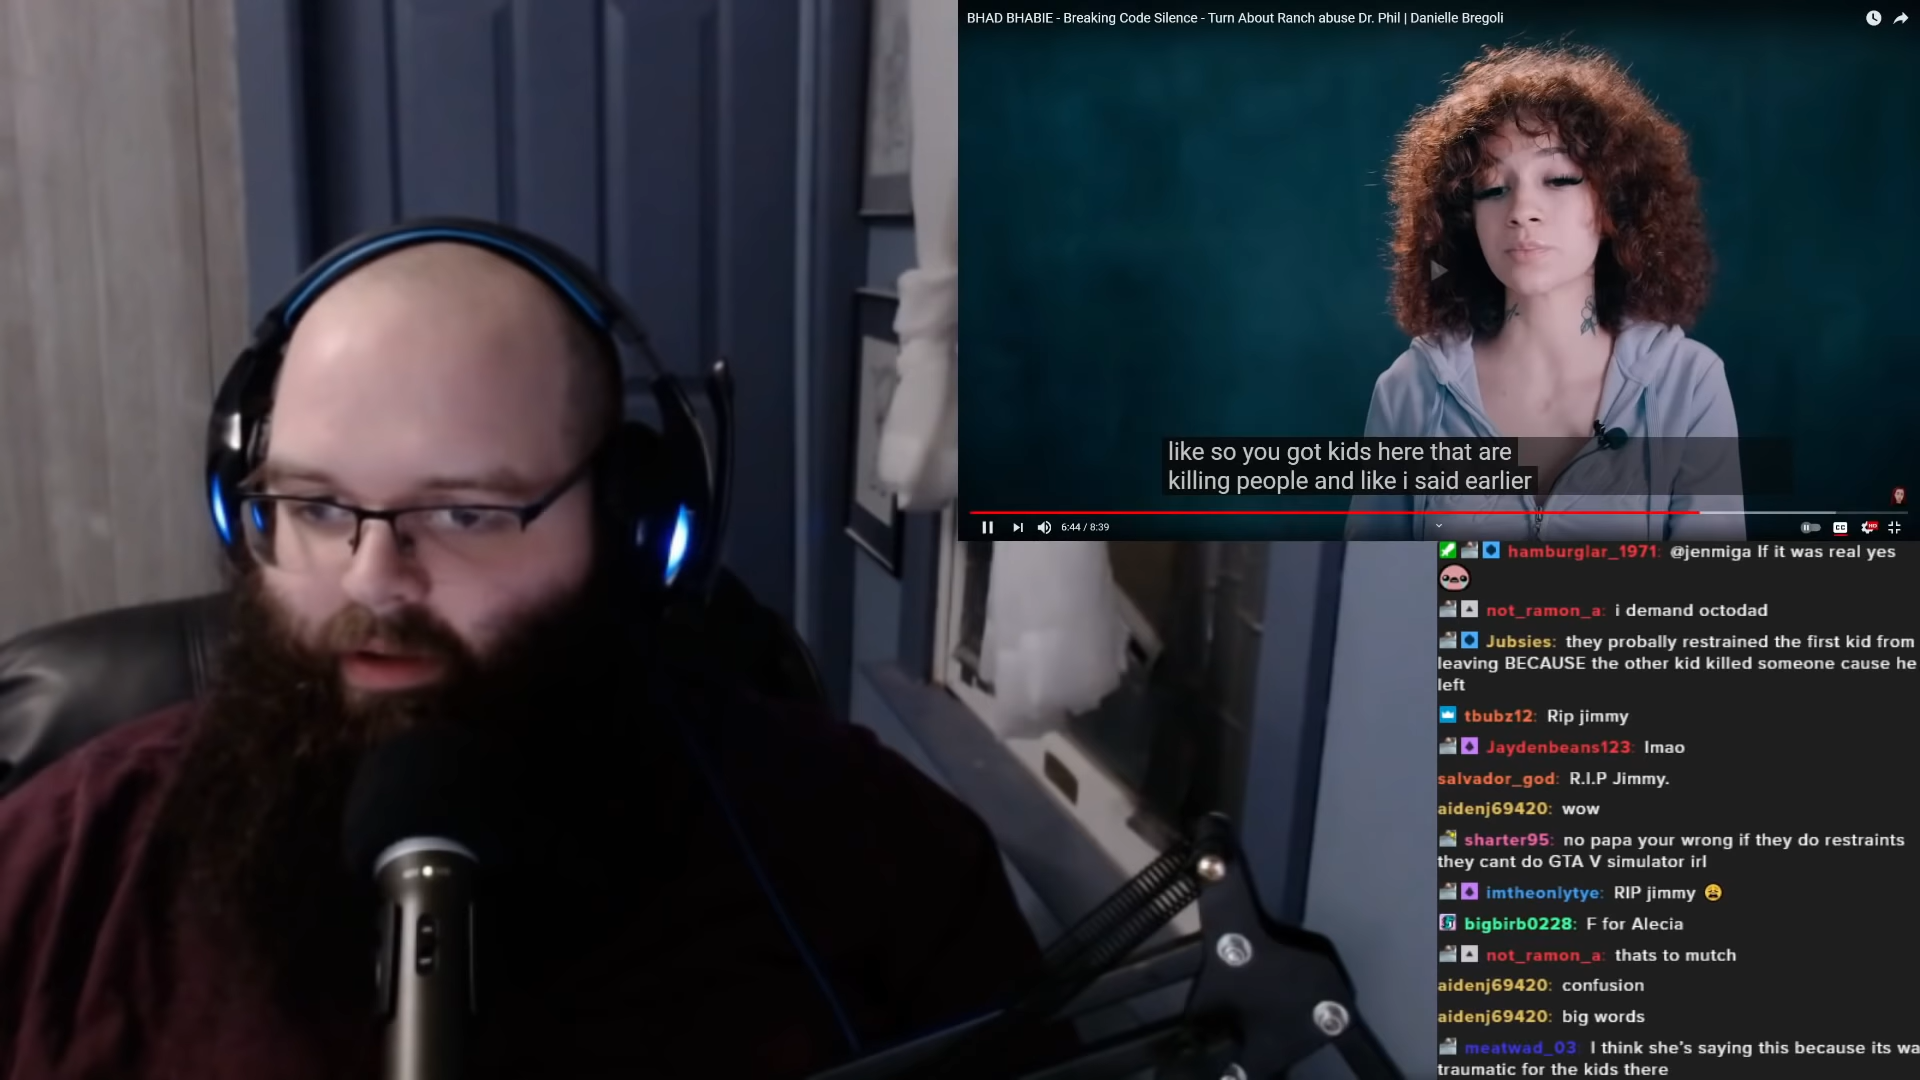 BHAD BHABIE - Breaking Code Silence - Turn About Ranch abuse Dr. Phil | Danielle Bregoli
like so you got kids here that are
killing people and like i said earlier
6:44 / 8:39
CC
HD
hamburglar_1971: @jenmiga If it was real yes
not_ramon_a: i demand octodad
Jubsies: they probally restrained the first kid from
leaving BECAUSE the other kid killed someone cause he
left
tbubz12: Rip jimmy
Jaydenbeans123: lmao
salvador_god: R.I.P Jimmy.
aidenj69420: wow
sharter95: no papa your wrong if they do restraints
they cant do GTA V simulator irl
imtheonlytye: RIP jimmy 😩
bigbirb0228: F for Alecia
not_ramon_a: thats to mutch
aidenj69420: confusion
aidenj69420: big words
meatwad_03: I think she's saying this because its wa
traumatic for the kids there